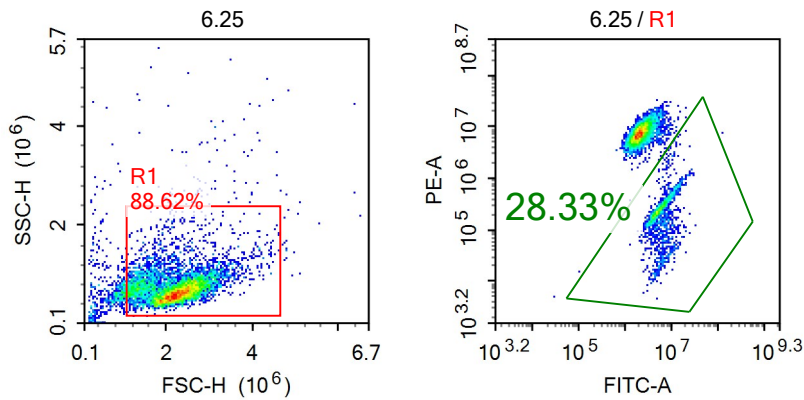 6.25
5.7
4
2
0.1
SSC-H (10^6)
R1
88.62%
0.1 2 4 6.7
FSC-H (10^6)
6.25 / R1
10^8.7
10^7
10^6
10^5
10^3.2
PE-A
28.33%
10^3.2 10^5 10^7 10^9.3
FITC-A